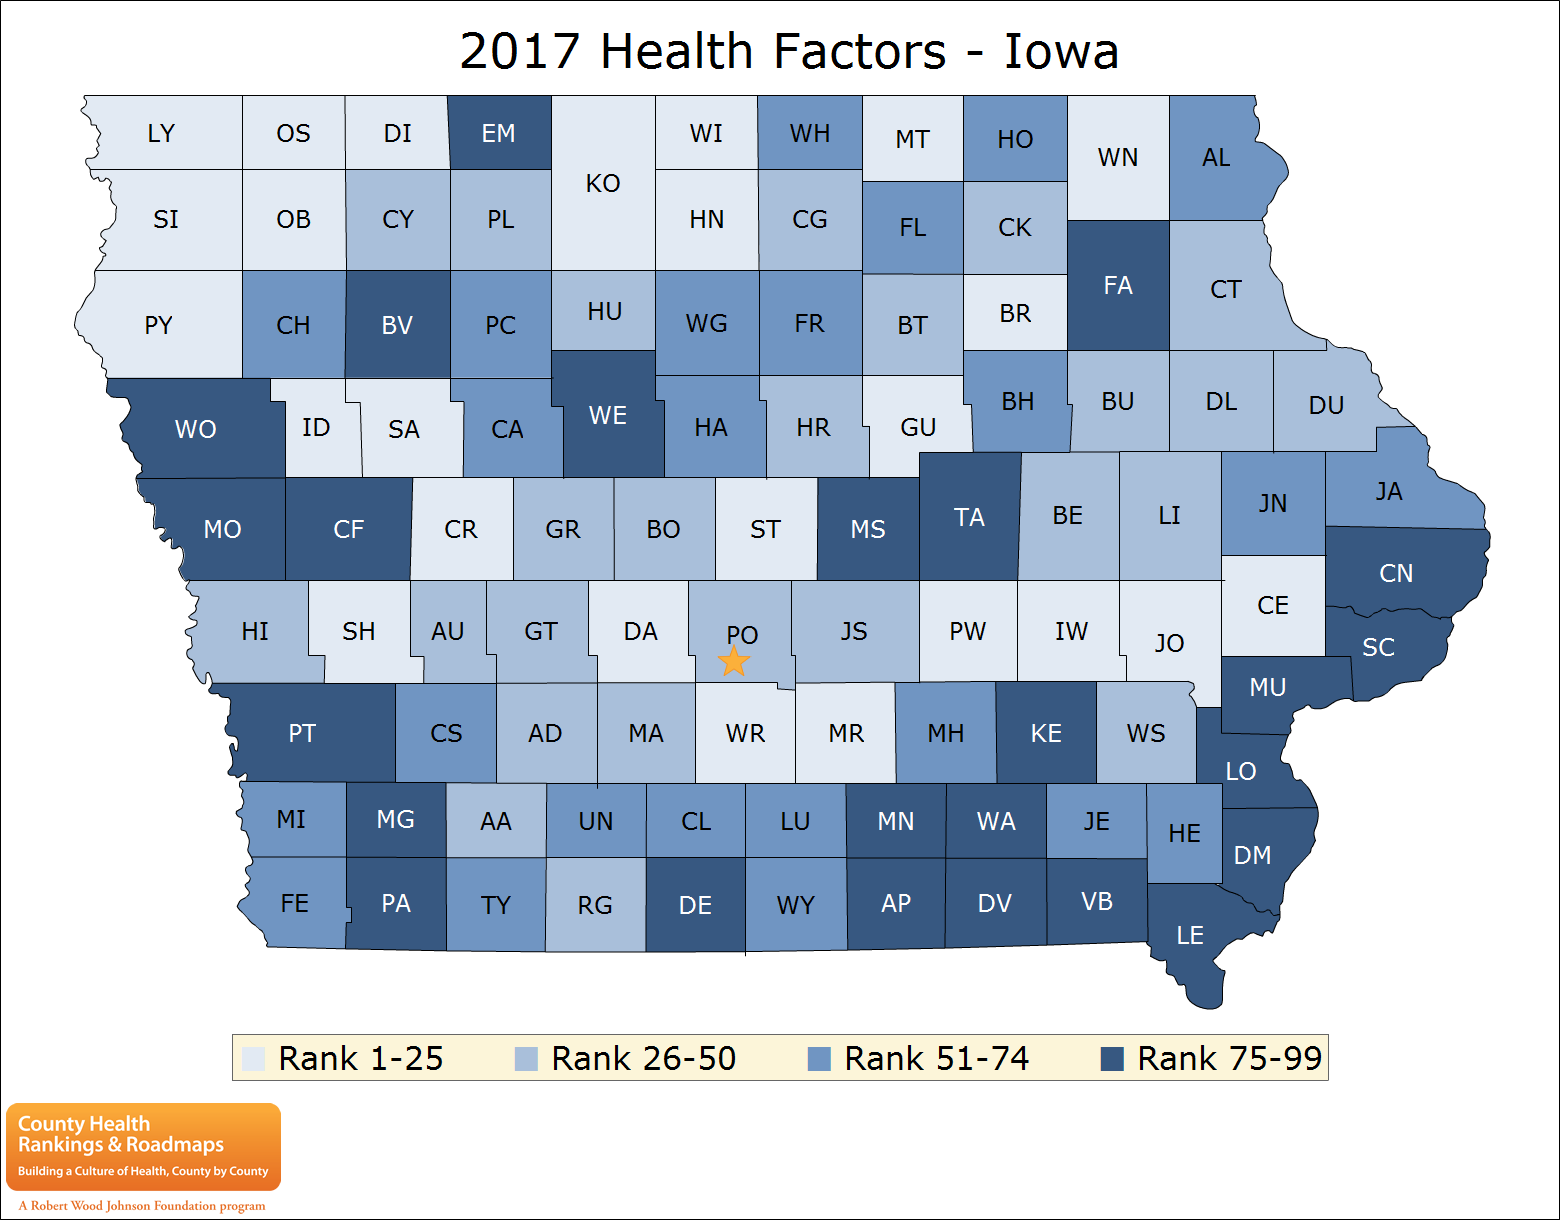 2017 Health Factors - Iowa
LY OS DI EM WI WH MT HO WN AL
KO
SI OB CY PL HN CG FL CK
PY CH BV PC HU WG FR BT BR FA CT
WO ID SA CA WE HA HR GU BH BU DL DU
MO CF CR GR BO ST MS TA BE LI JN JA
CN
HI SH AU GT DA PO JS PW IW JO CE SC
MU
PT CS AD MA WR MR MH KE WS LO
MI MG AA UN CL LU MN WA JE HE DM
FE PA TY RG DE WY AP DV VB LE
Rank 1-25 Rank 26-50 Rank 51-74 Rank 75-99
County Health
Rankings & Roadmaps
Building a Culture of Health, County by County
A Robert Wood Johnson Foundation program